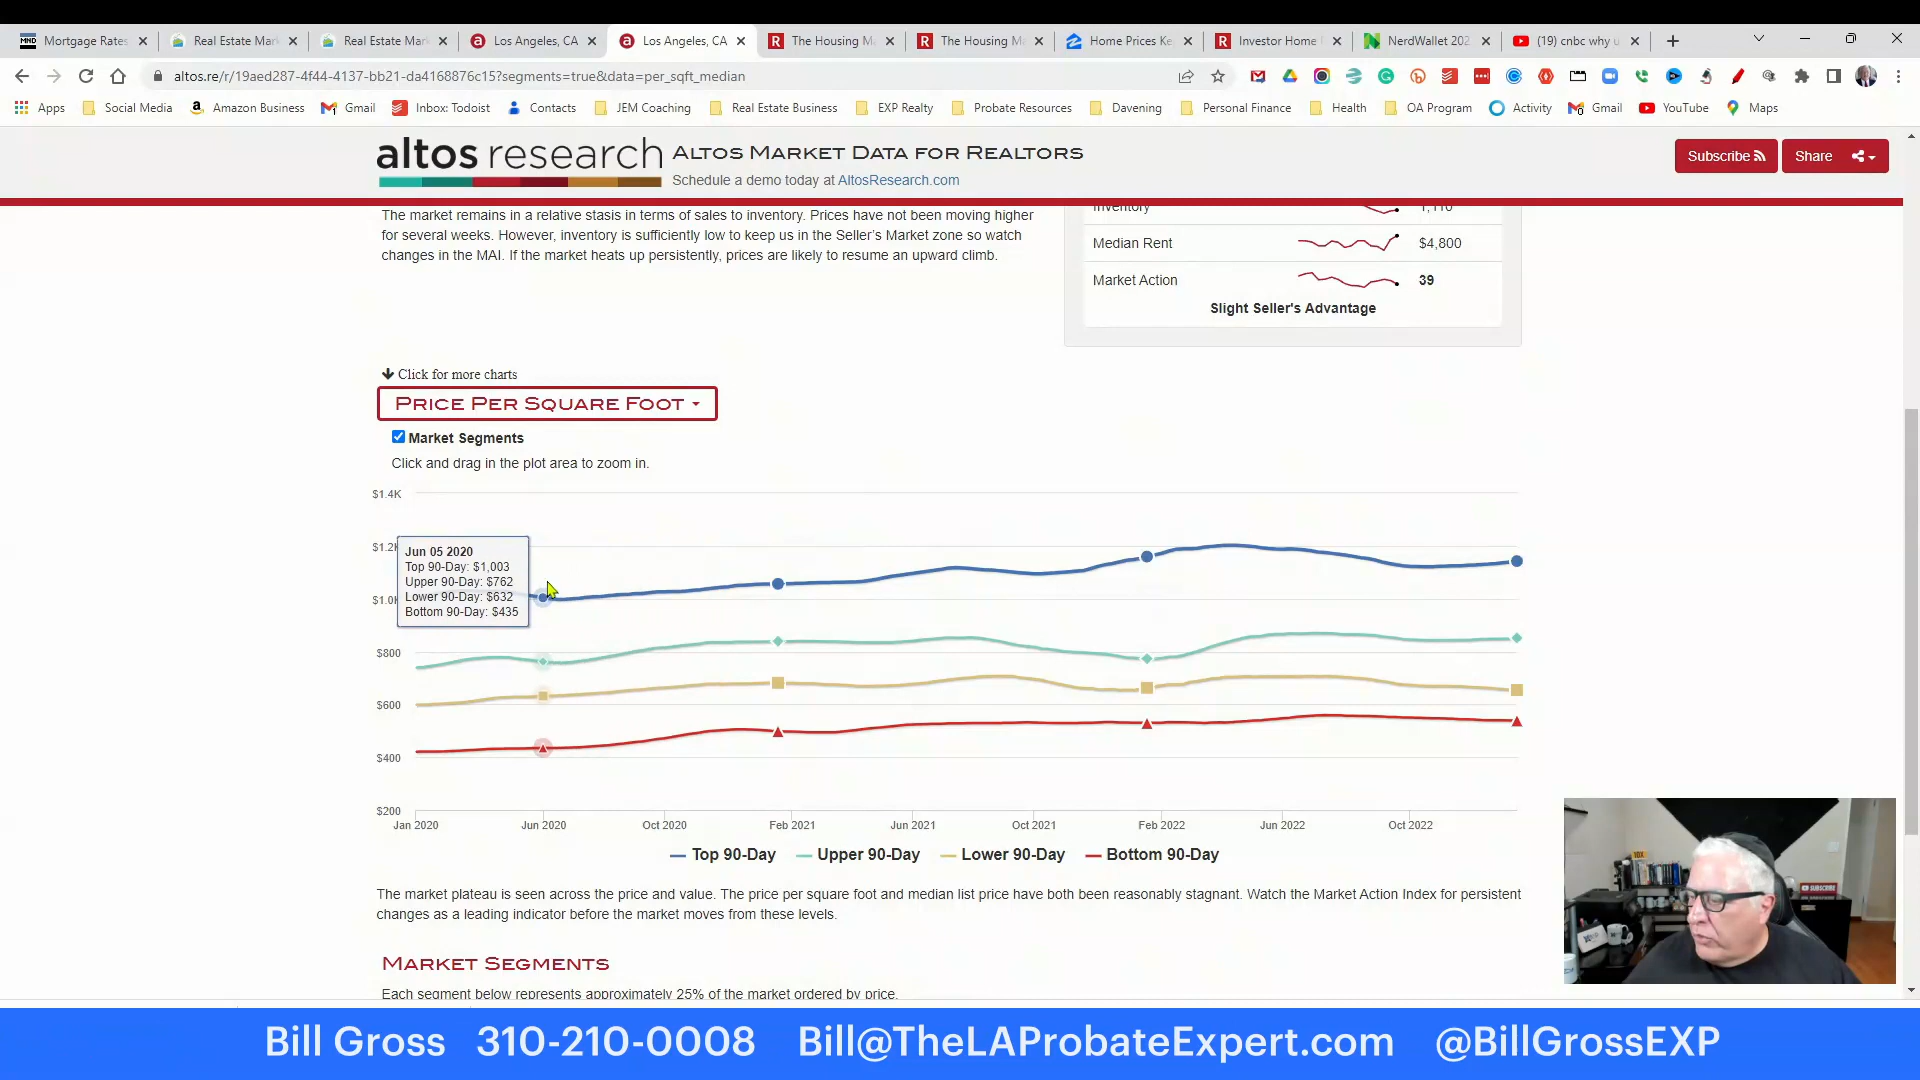 Mortgage Rates
Real Estate Mar
Real Estate Mar
Los Angeles, CA
Los Angeles, CA
The Housing M
The Housing M
Home Prices Ke
Investor Home
NerdWallet 202
(19) cnbc why u
altos.re/r/19aed287-4f44-4137-bb21-da4168876c15?segments=true&data=per_sqft_median
Apps Social Media Amazon Business Gmail Inbox: Todoist Contacts JEM Coaching Real Estate Business EXP Realty Probate Resources Davening Personal Finance Health OA Program Activity Gmail YouTube Maps
altos research
Altos Market Data for Realtors
Schedule a demo today at AltosResearch.com
Subscribe
Share
The market remains in a relative stasis in terms of sales to inventory. Prices have not been moving higher
for several weeks. However, inventory is sufficiently low to keep us in the Seller's Market zone so watch
changes in the MAI. If the market heats up persistently, prices are likely to resume an upward climb.
Inventory
Median Rent $4,800
Market Action 39
Slight Seller's Advantage
Click for more charts
Price Per Square Foot
Market Segments
Click and drag in the plot area to zoom in.
$1.4K
$1.2K
$1.0K
$800
$600
$400
$200
Jun 05 2020
Top 90-Day: $1,003
Upper 90-Day: $762
Lower 90-Day: $632
Bottom 90-Day: $435
Jan 2020 Jun 2020 Oct 2020 Feb 2021 Jun 2021 Oct 2021 Feb 2022 Jun 2022 Oct 2022
Top 90-Day Upper 90-Day Lower 90-Day Bottom 90-Day
The market plateau is seen across the price and value. The price per square foot and median list price have both been reasonably stagnant. Watch the Market Action Index for persistent
changes as a leading indicator before the market moves from these levels.
Market Segments
Each segment below represents approximately 25% of the market ordered by price.
Bill Gross 310-210-0008 Bill@TheLAProbateExpert.com @BillGrossEXP